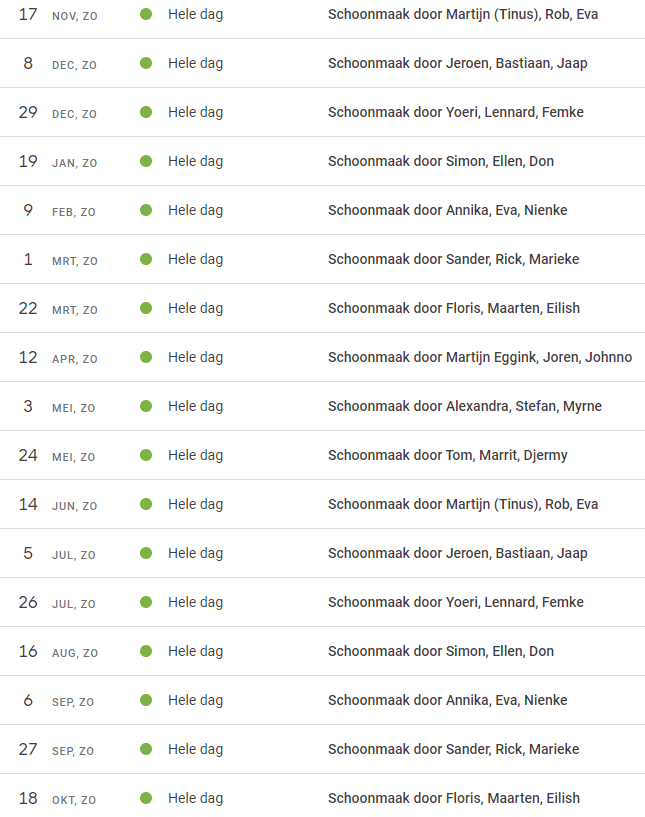 17 NOV, ZO Hele dag Schoonmaak door Martijn (Tinus), Rob, Eva
8 DEC, ZO Hele dag Schoonmaak door Jeroen, Bastiaan, Jaap
29 DEC, ZO Hele dag Schoonmaak door Yoeri, Lennard, Femke
19 JAN, ZO Hele dag Schoonmaak door Simon, Ellen, Don
9 FEB, ZO Hele dag Schoonmaak door Annika, Eva, Nienke
1 MRT, ZO Hele dag Schoonmaak door Sander, Rick, Marieke
22 MRT, ZO Hele dag Schoonmaak door Floris, Maarten, Eilish
12 APR, ZO Hele dag Schoonmaak door Martijn Eggink, Joren, Johnno
3 MEI, ZO Hele dag Schoonmaak door Alexandra, Stefan, Myrne
24 MEI, ZO Hele dag Schoonmaak door Tom, Marrit, Djermy
14 JUN, ZO Hele dag Schoonmaak door Martijn (Tinus), Rob, Eva
5 JUL, ZO Hele dag Schoonmaak door Jeroen, Bastiaan, Jaap
26 JUL, ZO Hele dag Schoonmaak door Yoeri, Lennard, Femke
16 AUG, ZO Hele dag Schoonmaak door Simon, Ellen, Don
6 SEP, ZO Hele dag Schoonmaak door Annika, Eva, Nienke
27 SEP, ZO Hele dag Schoonmaak door Sander, Rick, Marieke
18 OKT, ZO Hele dag Schoonmaak door Floris, Maarten, Eilish